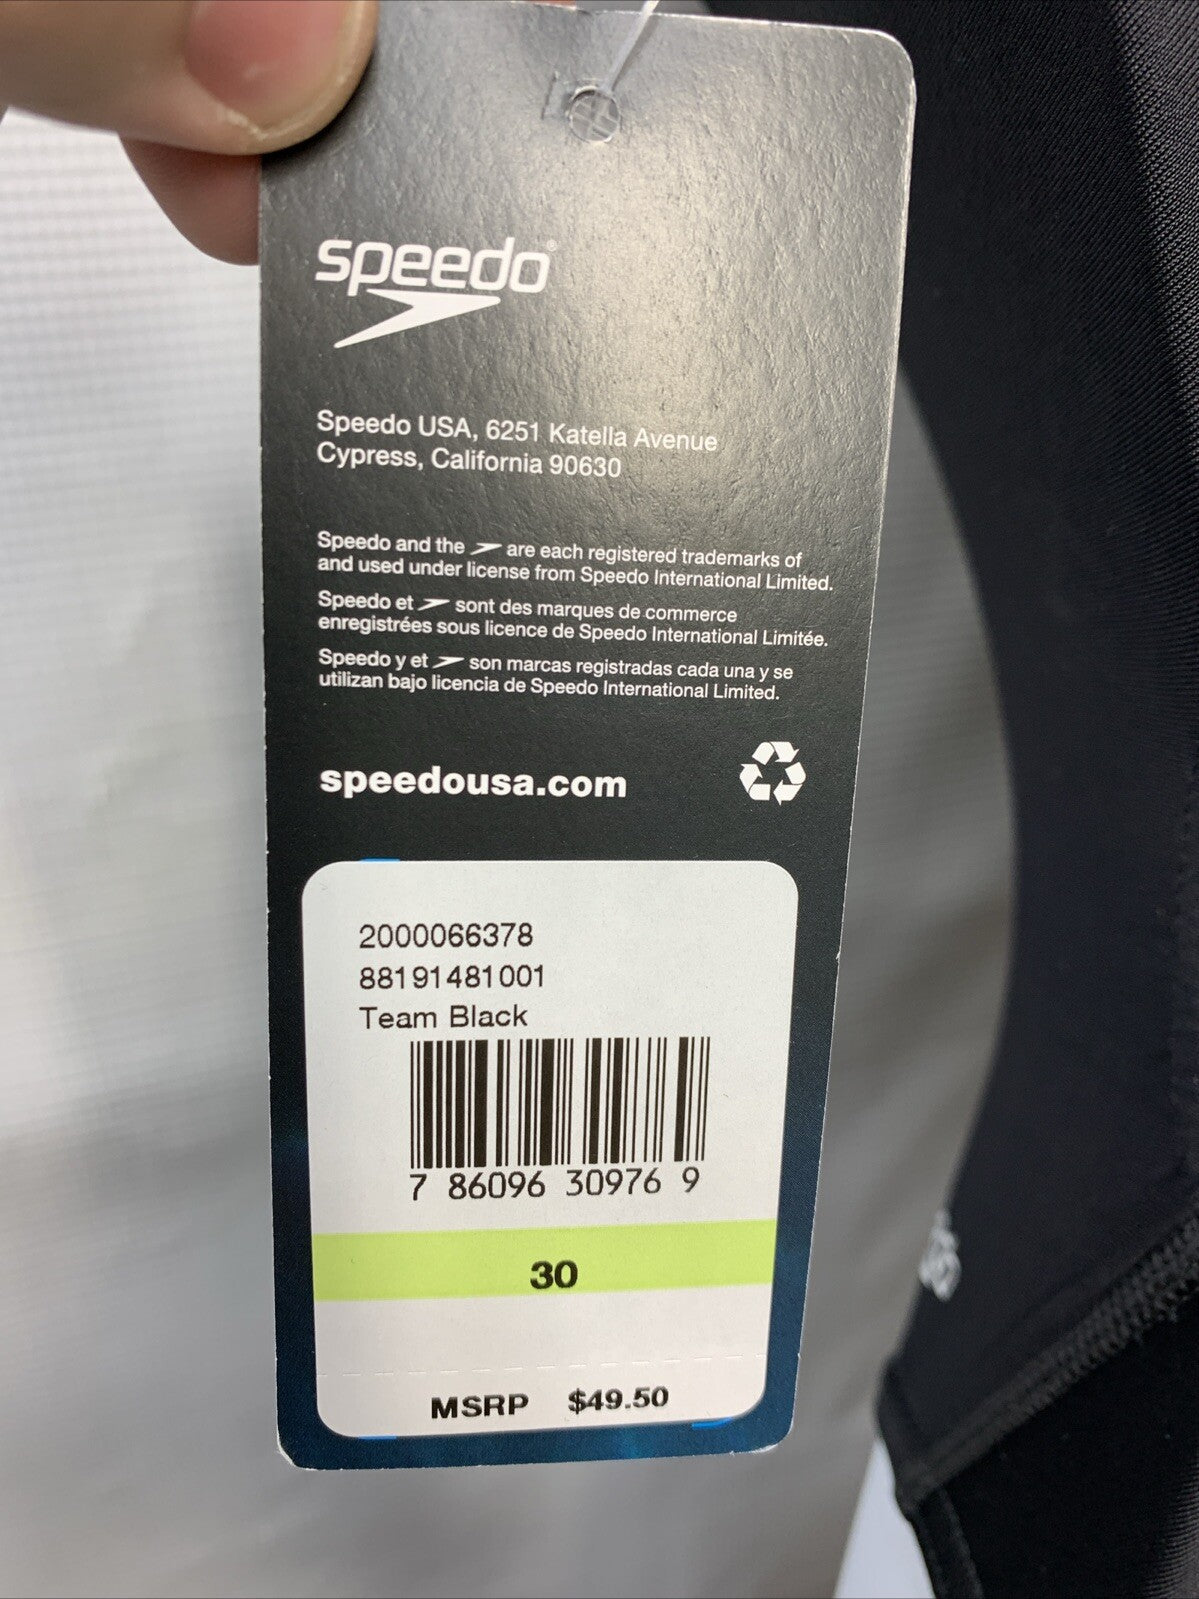 speedo®
Speedo USA, 6251 Katella Avenue
Cypress, California 90630
Speedo and the are each registered trademarks of
and used under license from Speedo International Limited.
Speedo et sont des marques de commerce
enregistrées sous licence de Speedo International Limitée.
Speedo y et son marcas registradas cada una y se
utilizan bajo licencia de Speedo International Limited.
speedousa.com
2000066378
88191481001
Team Black
7 86096 30976 9
30
MSRP $49.50